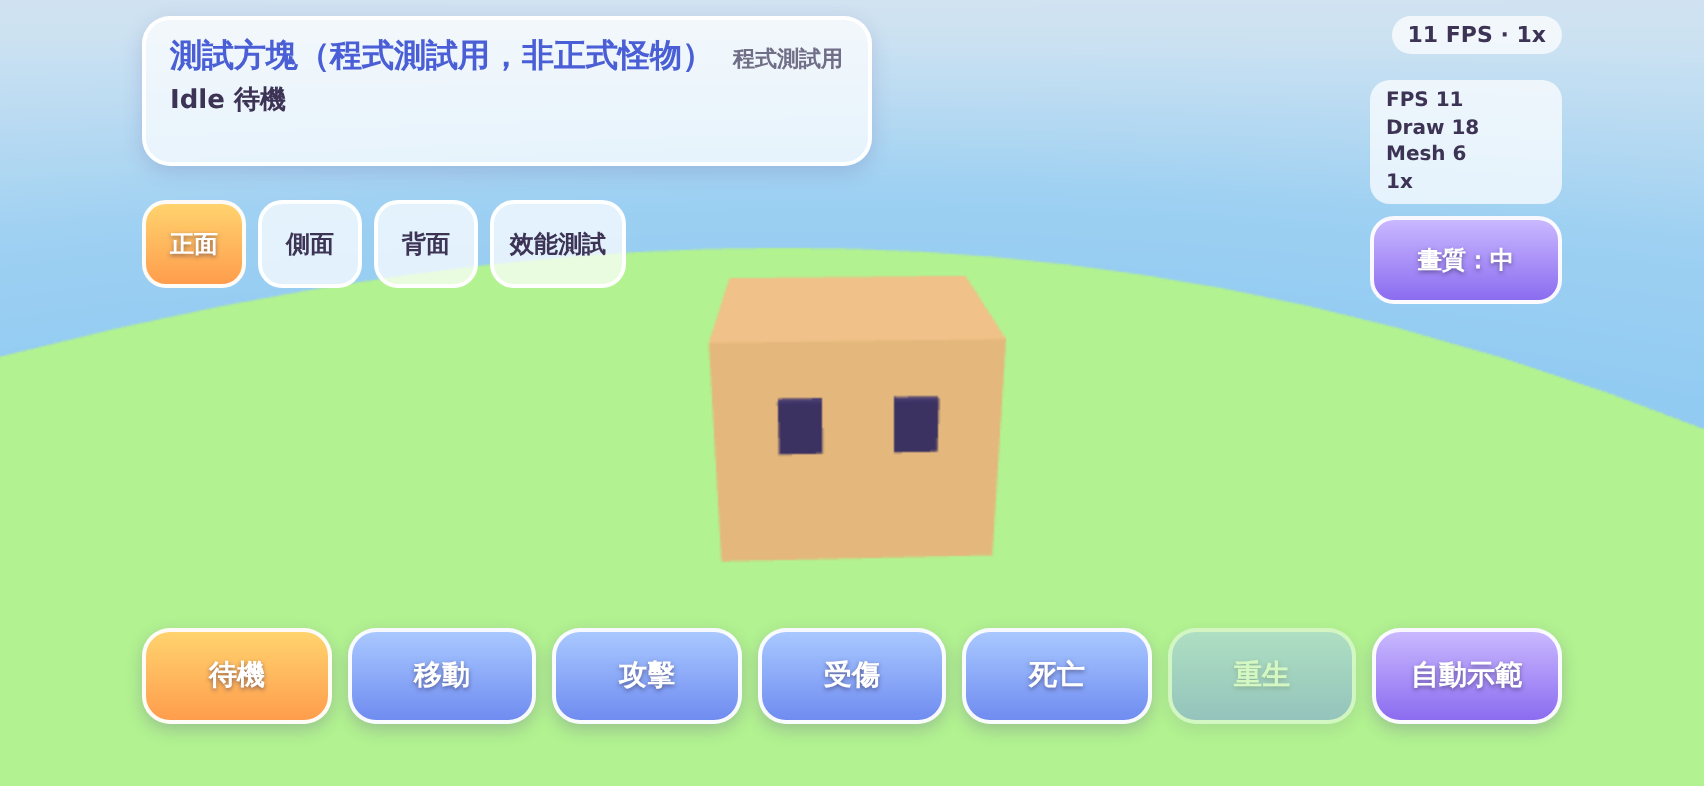 測試方塊（程式測試用，非正式怪物） 程式測試用
Idle 待機
11 FPS · 1x
FPS 11
Draw 18
Mesh 6
1x
正面 側面 背面 效能測試
畫質：中
待機 移動 攻擊 受傷 死亡 重生 自動示範